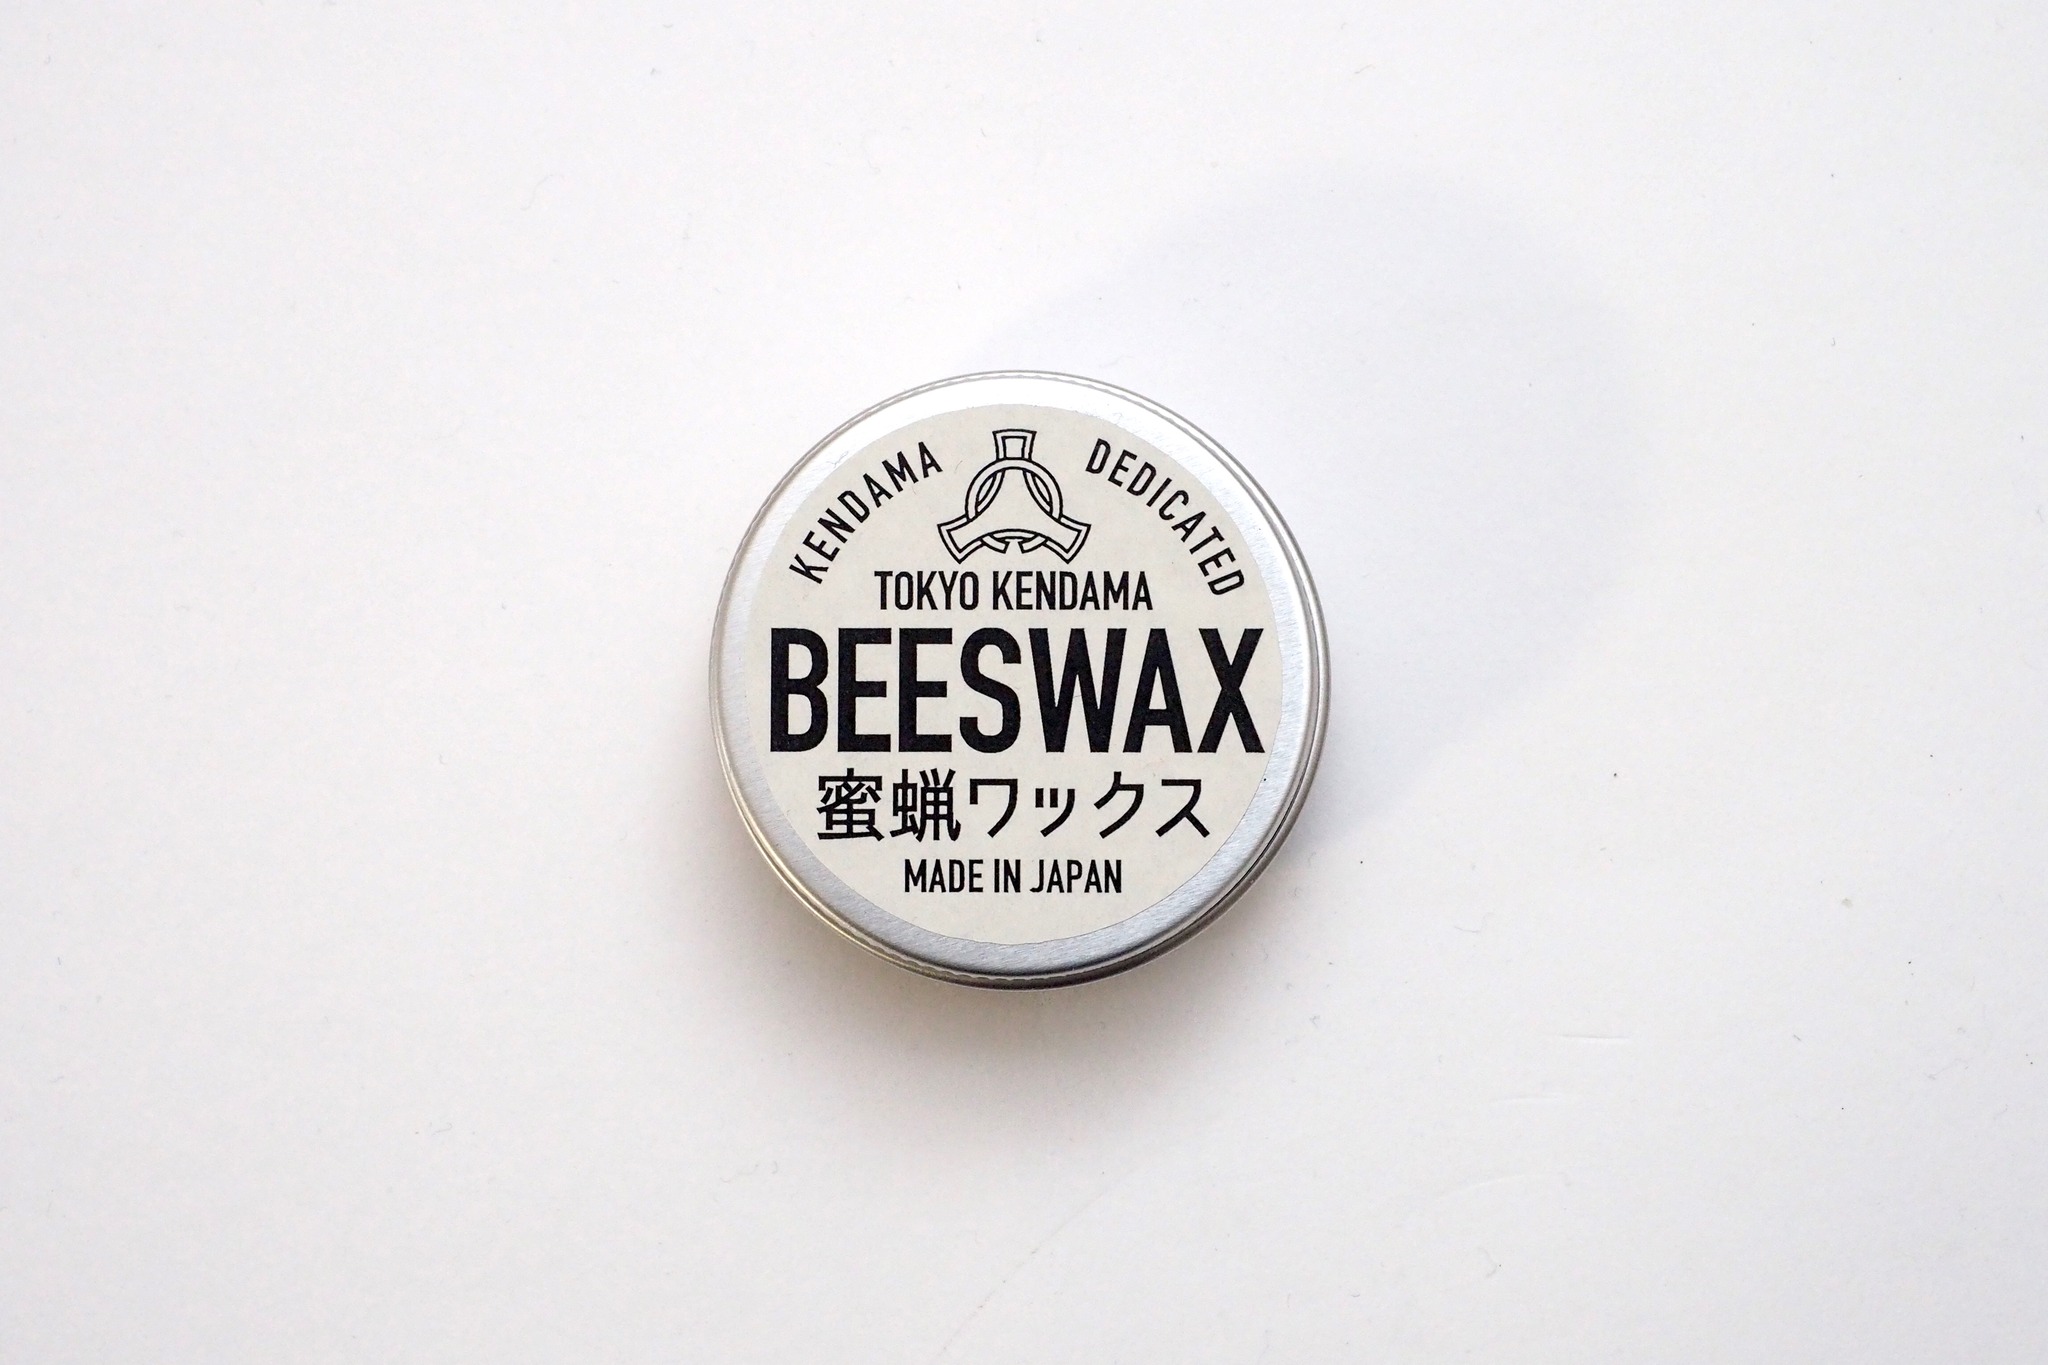 KENDAMA DEDICATED
TOKYO KENDAMA
BEESWAX
蜜蝋ワックス
MADE IN JAPAN